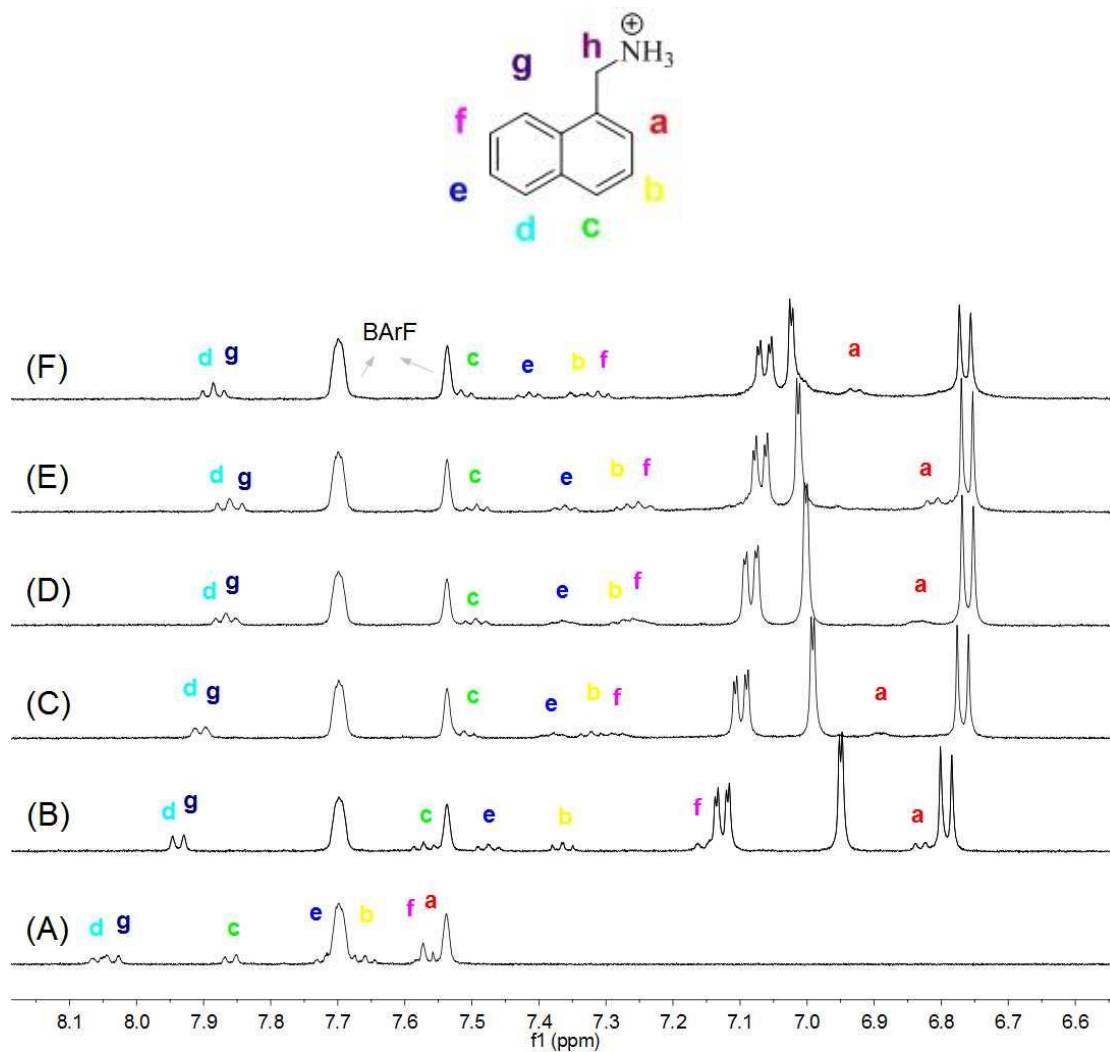 ⊕
h NH3
g
f a
e b
d c
BArF
(F) d g c e b f a
(E) d g c e b f a
(D) d g c e b f a
(C) d g c e b f a
(B) d g c e b f a
(A) d g c e b f a
8.1 8.0 7.9 7.8 7.7 7.6 7.5 7.4 7.3 7.2 7.1 7.0 6.9 6.8 6.7 6.6
f1 (ppm)